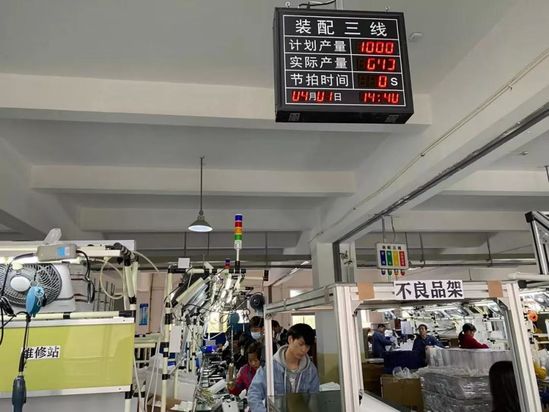 装配三线
计划产量 1000
实际产量 643
节拍时间 0 S
04月01日 14:40
不良品架
维修站